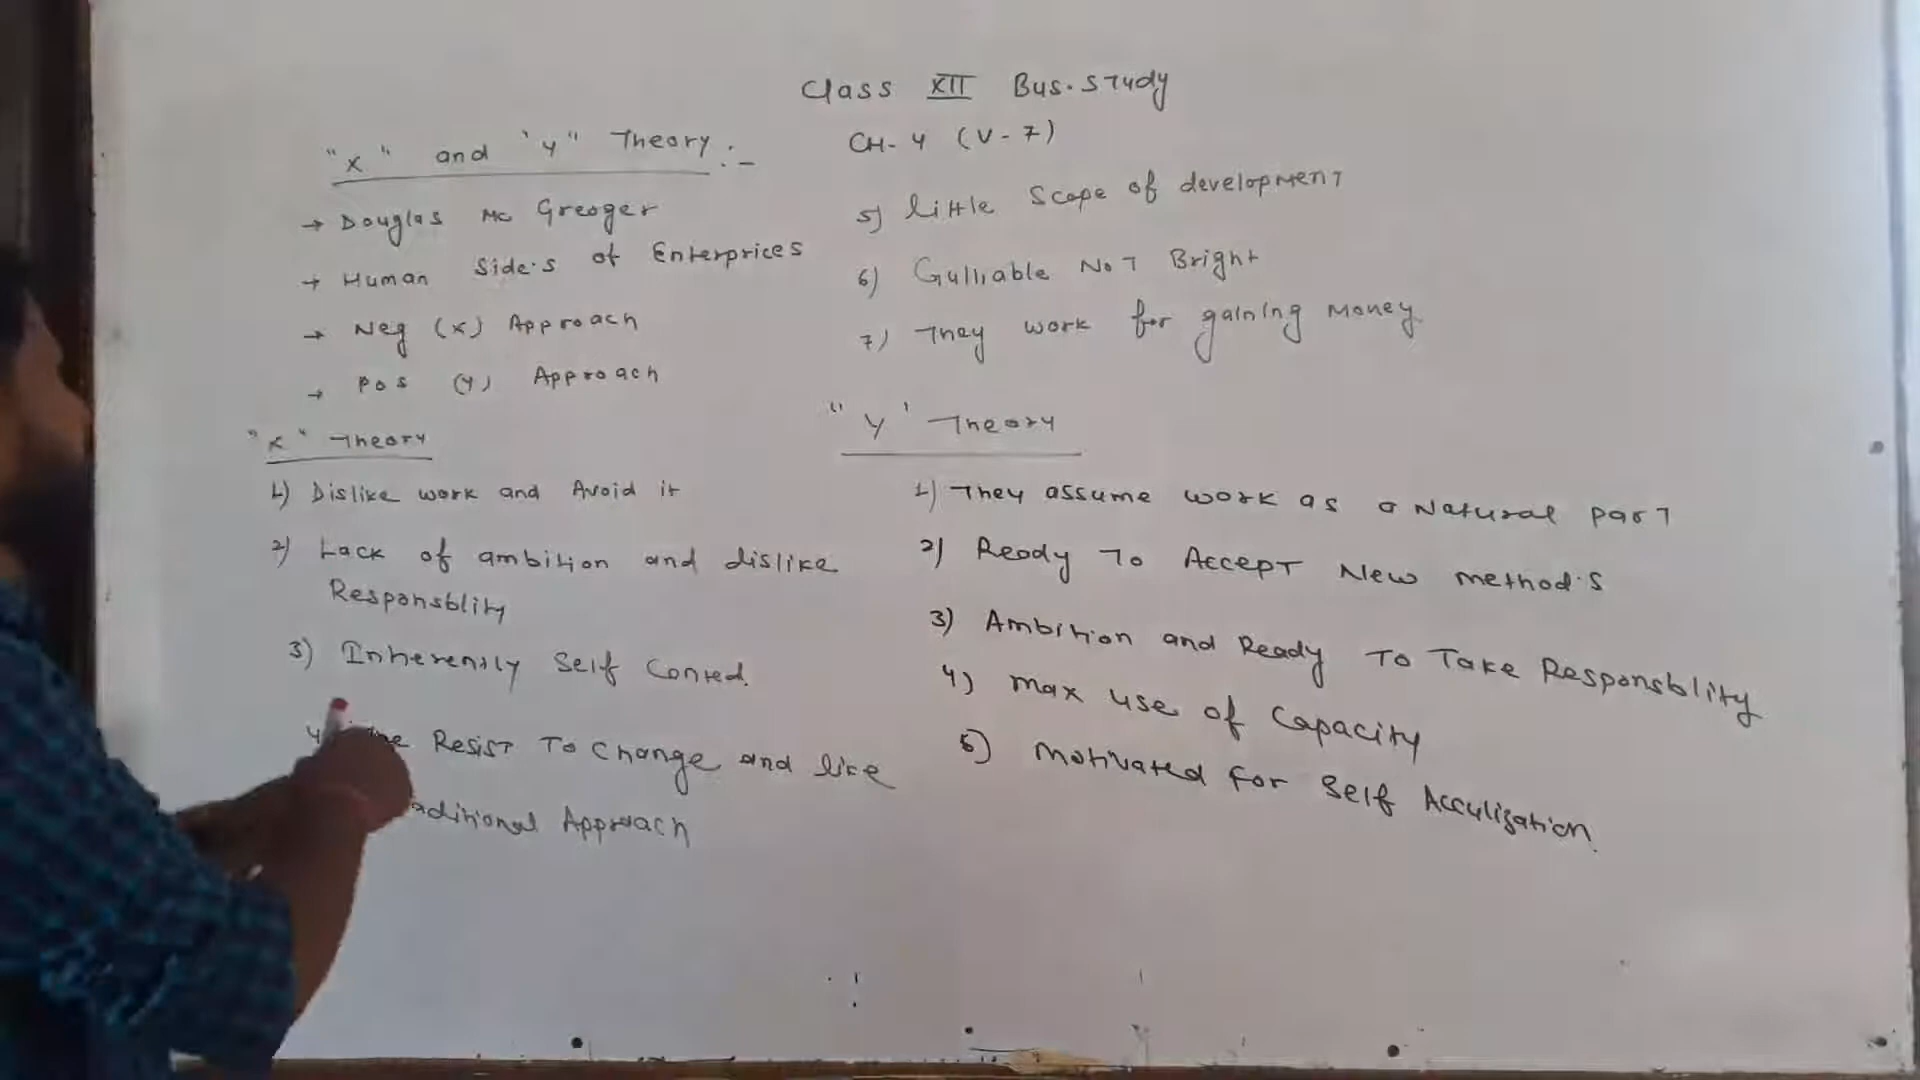 Class XII Bus. Study
CH-4 (V-7)
"X" and 'Y" Theory :-
→ Douglas Mc Greoger
→ Human Side's of Enterprices
→ Neg (X) Approach
→ Pos (Y) Approach
"X" Theory
1) Dislike work and Avoid it
2) Lack of ambition and dislike
Responsblity
3) Inherently Self
4) Resist To Change and like
Approach
5) little Scope of development
6) Gulliable Not Bright
7) They work for gaining Money
"Y' Theory
1) They assume work as a Natural part
2) Ready To Accept New method's
3) Ambition and Ready To Take Responsblity
4) Max use of Capacity
5) Motivated For Self Acculization